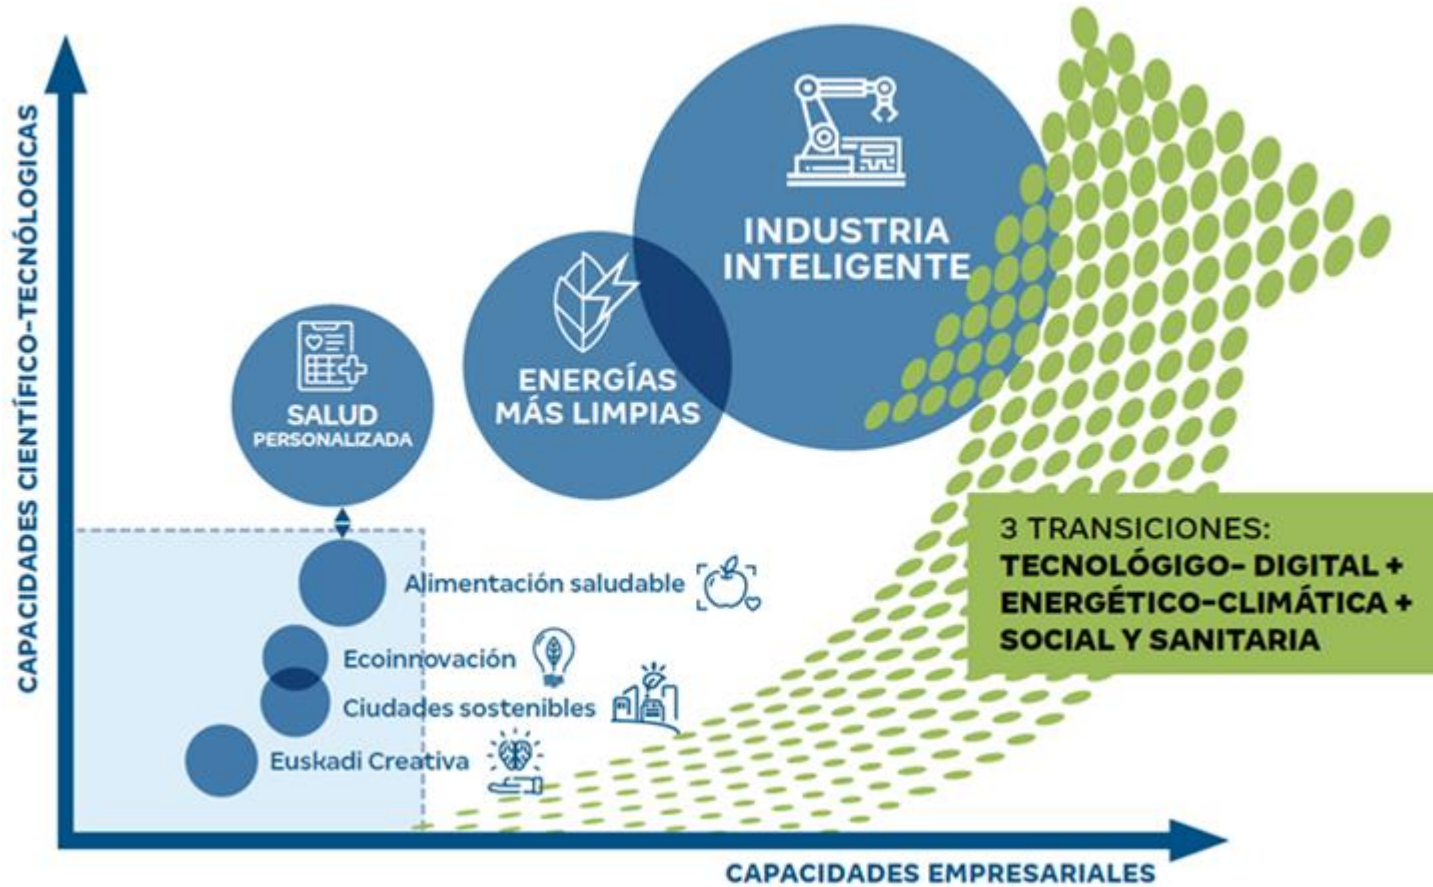 CAPACIDADES CIENTÍFICO-TECNÓLOGICAS
INDUSTRIA
INTELIGENTE
ENERGÍAS
MÁS LIMPIAS
SALUD
PERSONALIZADA
3 TRANSICIONES:
TECNOLÓGIGO- DIGITAL +
ENERGÉTICO-CLIMÁTICA +
SOCIAL Y SANITARIA
Alimentación saludable
Ecoinnovación
Ciudades sostenibles
Euskadi Creativa
CAPACIDADES EMPRESARIALES